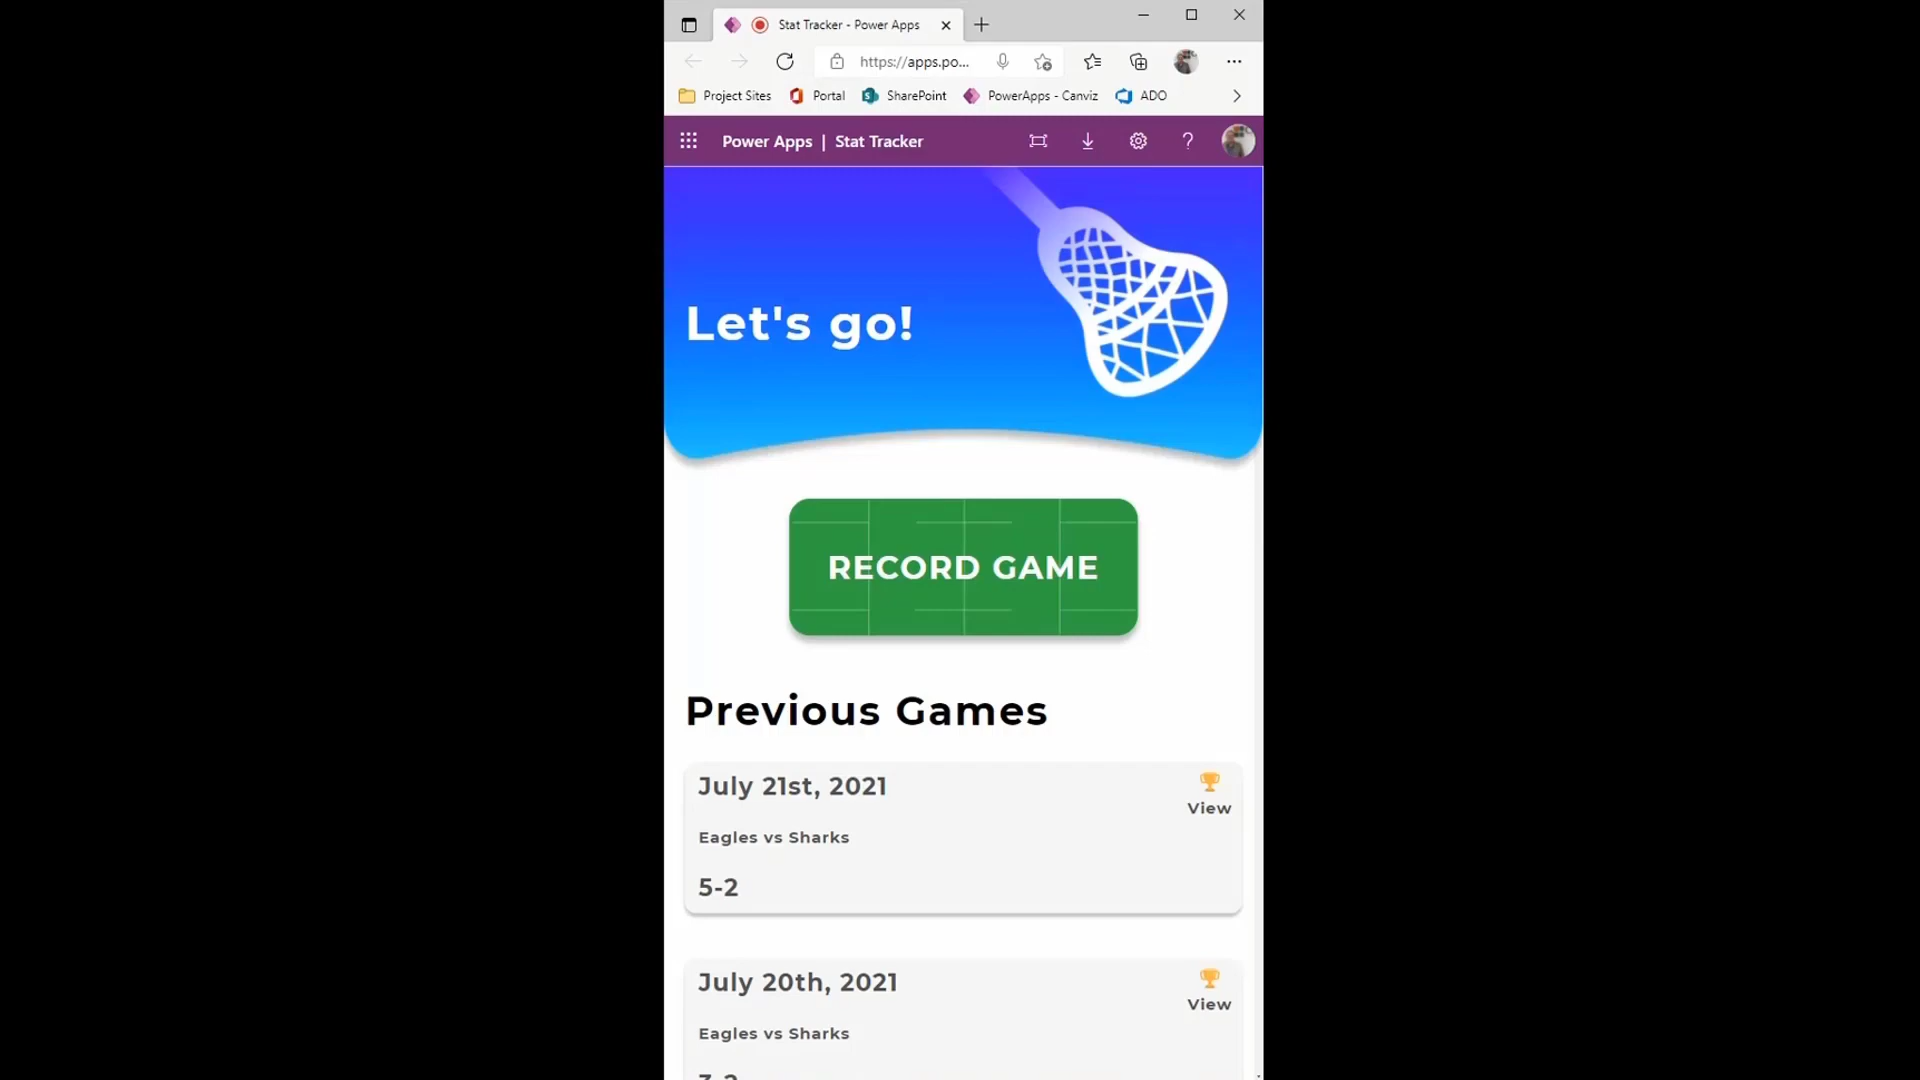 Stat Tracker - Power Apps
https://apps.po...
Project Sites Portal SharePoint PowerApps - Canviz ADO
Power Apps | Stat Tracker ?
Let's go!
RECORD GAME
Previous Games
July 21st, 2021
View
Eagles vs Sharks
5-2
July 20th, 2021
View
Eagles vs Sharks